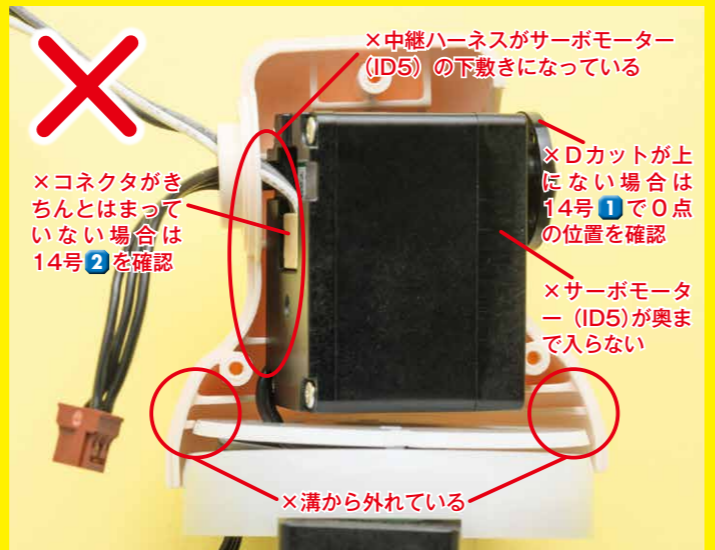 ×中継ハーネスがサーボモーター
(ID5)の下敷きになっている
×コネクタがき
ちんとはまって
いない場合は
14号2を確認
×Dカットが上
にない場合は
14号1で0点
の位置を確認
×サーボモータ
ー(ID5)が奥ま
で入らない
×溝から外れている